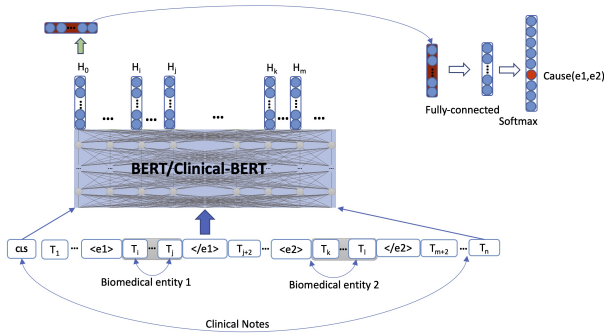 H0 Hi Hj Hk Hm
... ... ... ...
Cause(e1,e2)
Fully-connected
Softmax
BERT/Clinical-BERT
CLS T1 ... <e1> Ti ... Tj </e1> Tj+2 ... <e2> Tk ... Tl </e2> Tm+2 ... Tn
Biomedical entity 1 Biomedical entity 2
Clinical Notes